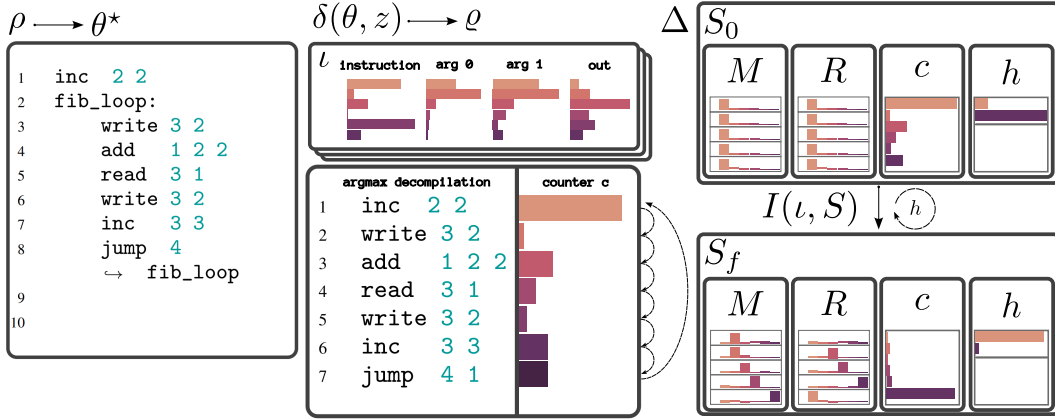 ρ → θ*
1 inc 2 2
2 fib_loop:
3 write 3 2
4 add 1 2 2
5 read 3 1
6 write 3 2
7 inc 3 3
8 jump 4
↪ fib_loop
9
10
δ(θ, z) → ϱ
ι instruction arg 0 arg 1 out
argmax decompilation counter c
1 inc 2 2
2 write 3 2
3 add 1 2 2
4 read 3 1
5 write 3 2
6 inc 3 3
7 jump 4 1
Δ S₀
M R c h
I(ι, S) h
S_f
M R c h